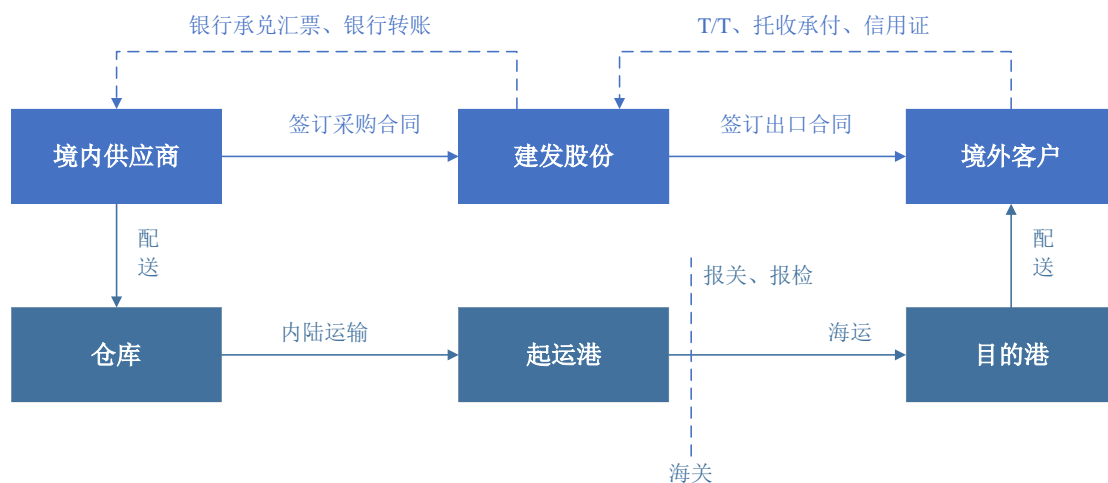 银行承兑汇票、银行转账
T/T、托收承付、信用证
境内供应商
签订采购合同
建发股份
签订出口合同
境外客户
配
送
报关、报检
配
送
仓库
内陆运输
起运港
海运
目的港
海关